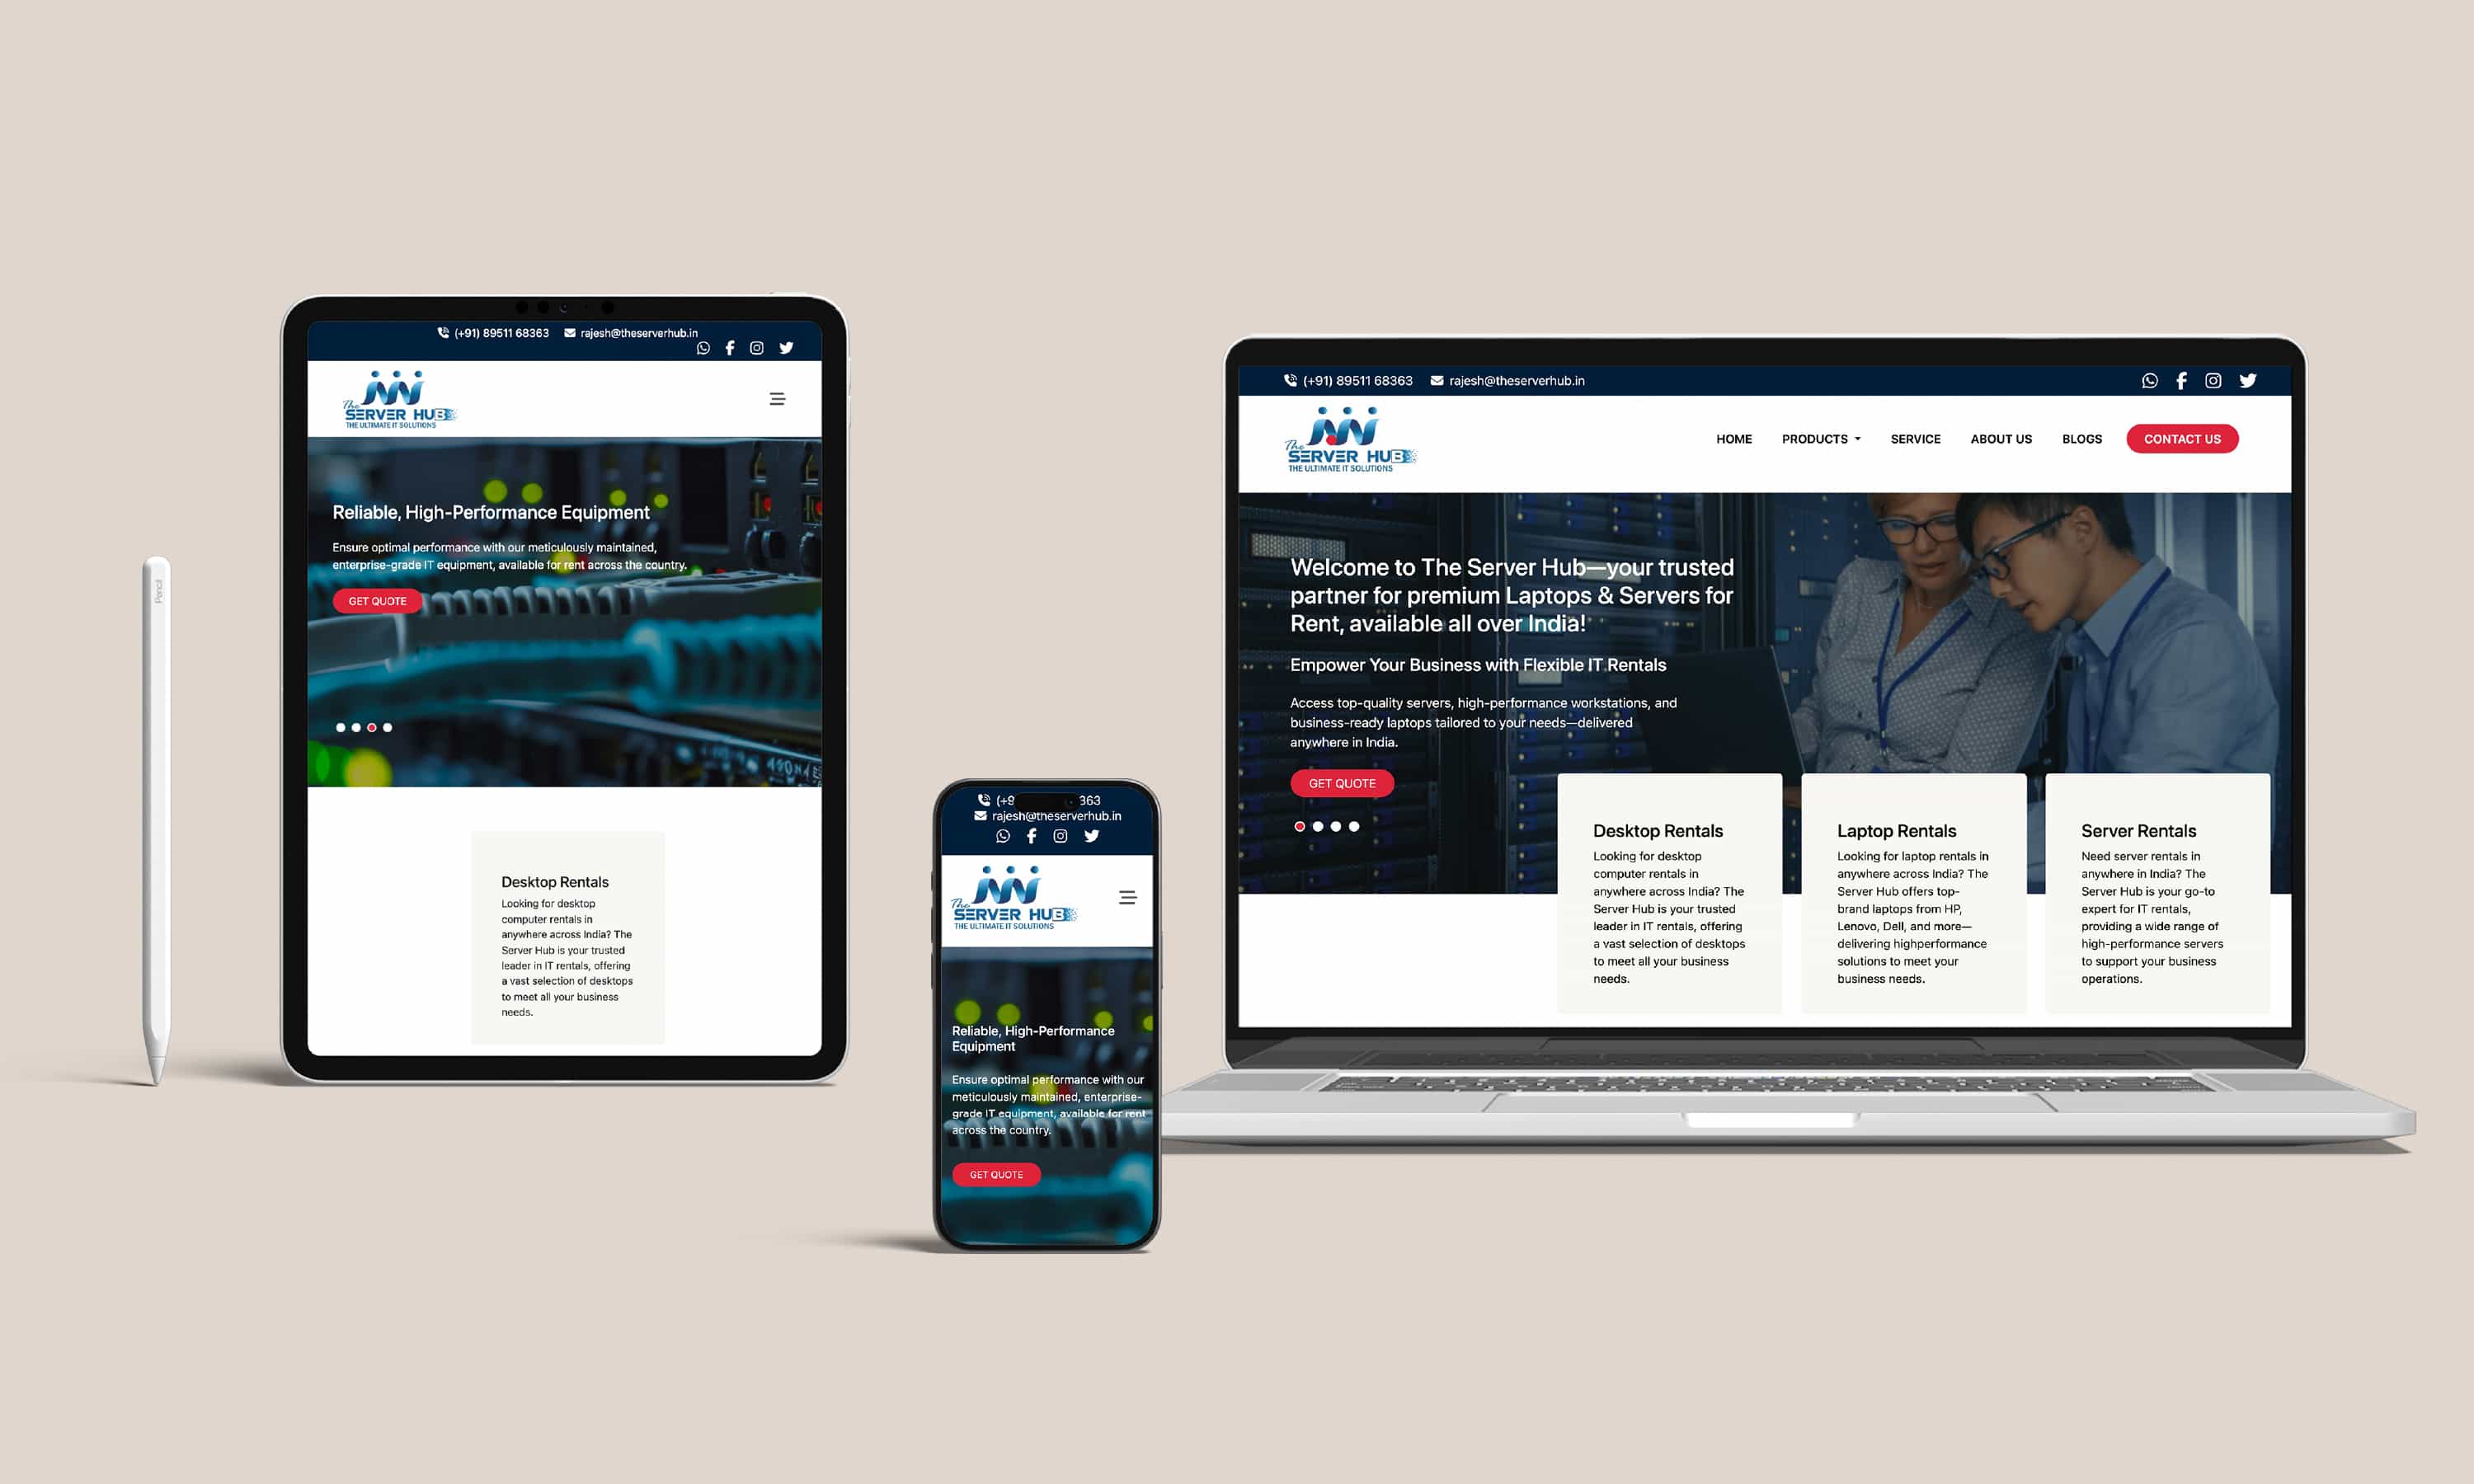 Pencil
(+91) 89511 68363 rajesh@theserverhub.in
The
SERVER HUB
THE ULTIMATE IT SOLUTIONS
Reliable, High-Performance Equipment
Ensure optimal performance with our meticulously maintained,
enterprise-grade IT equipment, available for rent across the country.
GET QUOTE
Desktop Rentals
Looking for desktop
computer rentals in
anywhere across India? The
Server Hub is your trusted
leader in IT rentals, offering
a vast selection of desktops
to meet all your business
needs.
(+9 363
rajesh@theserverhub.in
The
SERVER HUB
THE ULTIMATE IT SOLUTIONS
Reliable, High-Performance
Equipment
Ensure optimal performance with our
meticulously maintained, enterprise-
grade IT equipment, available for rent
across the country.
GET QUOTE
(+91) 89511 68363 rajesh@theserverhub.in
The
SERVER HUB
THE ULTIMATE IT SOLUTIONS
HOME PRODUCTS SERVICE ABOUT US BLOGS CONTACT US
Welcome to The Server Hub—your trusted
partner for premium Laptops & Servers for
Rent, available all over India!
Empower Your Business with Flexible IT Rentals
Access top-quality servers, high-performance workstations, and
business-ready laptops tailored to your needs—delivered
anywhere in India.
GET QUOTE
Desktop Rentals
Looking for desktop
computer rentals in
anywhere across India? The
Server Hub is your trusted
leader in IT rentals, offering
a vast selection of desktops
to meet all your business
needs.
Laptop Rentals
Looking for laptop rentals in
anywhere across India? The
Server Hub offers top-
brand laptops from HP,
Lenovo, Dell, and more—
delivering highperformance
solutions to meet your
business needs.
Server Rentals
Need server rentals in
anywhere in India? The
Server Hub is your go-to
expert for IT rentals,
providing a wide range of
high-performance servers
to support your business
operations.